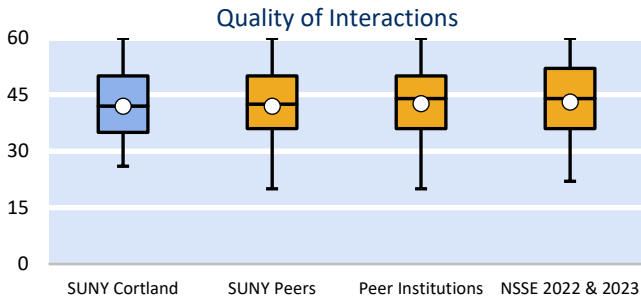 Quality of Interactions
60
45
30
15
0
SUNY Cortland SUNY Peers Peer Institutions NSSE 2022 & 2023